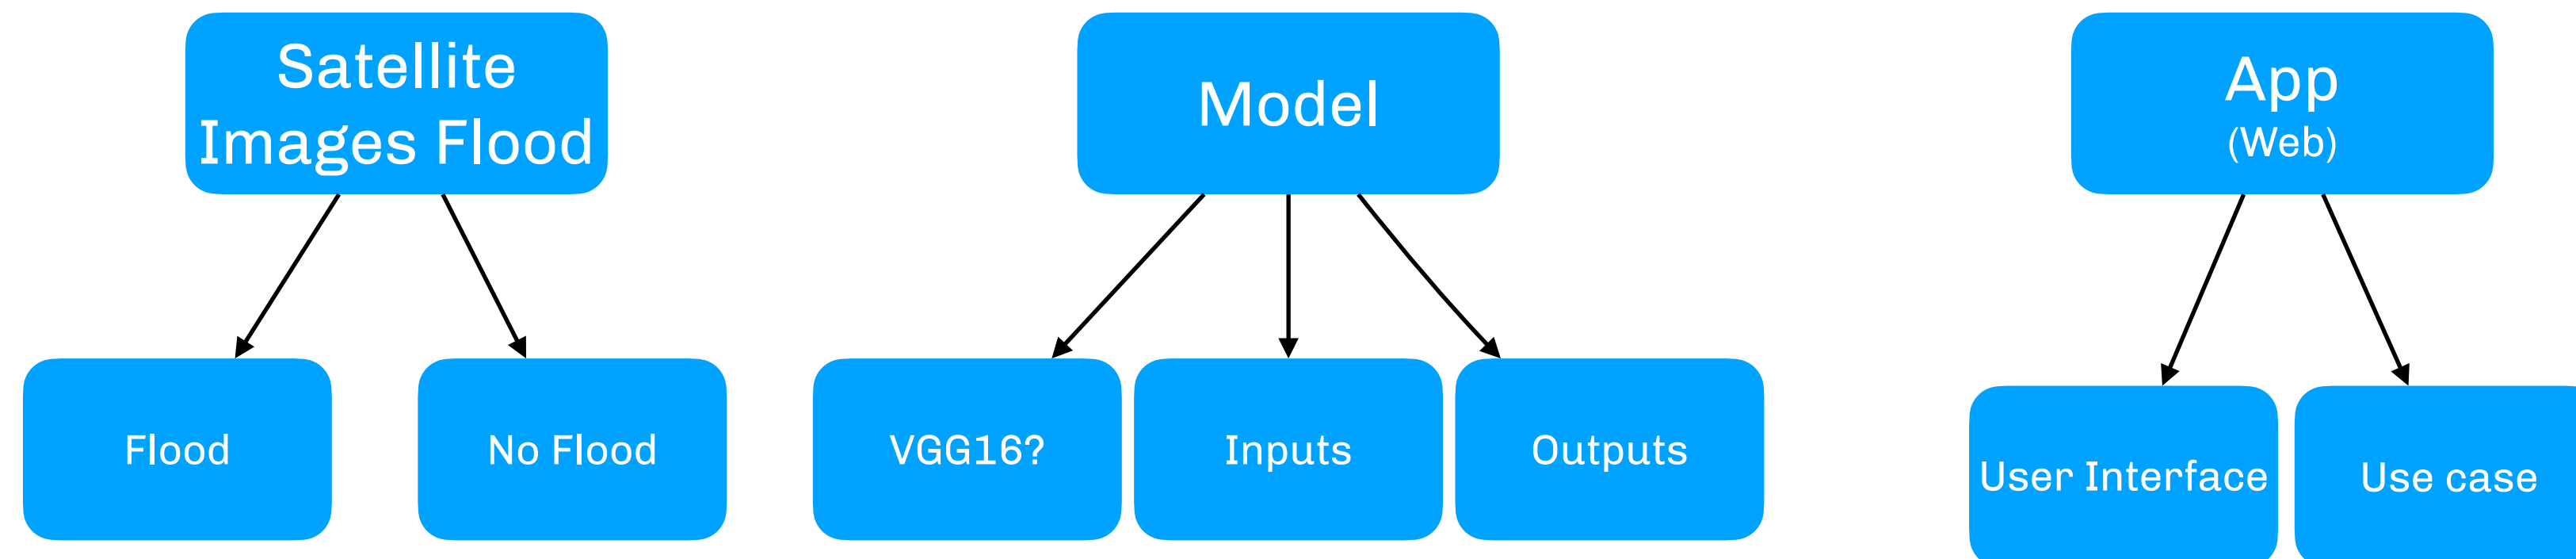 Satellite
Images Flood
Model
App
(Web)
Flood
No Flood
VGG16?
Inputs
Outputs
User Interface
Use case